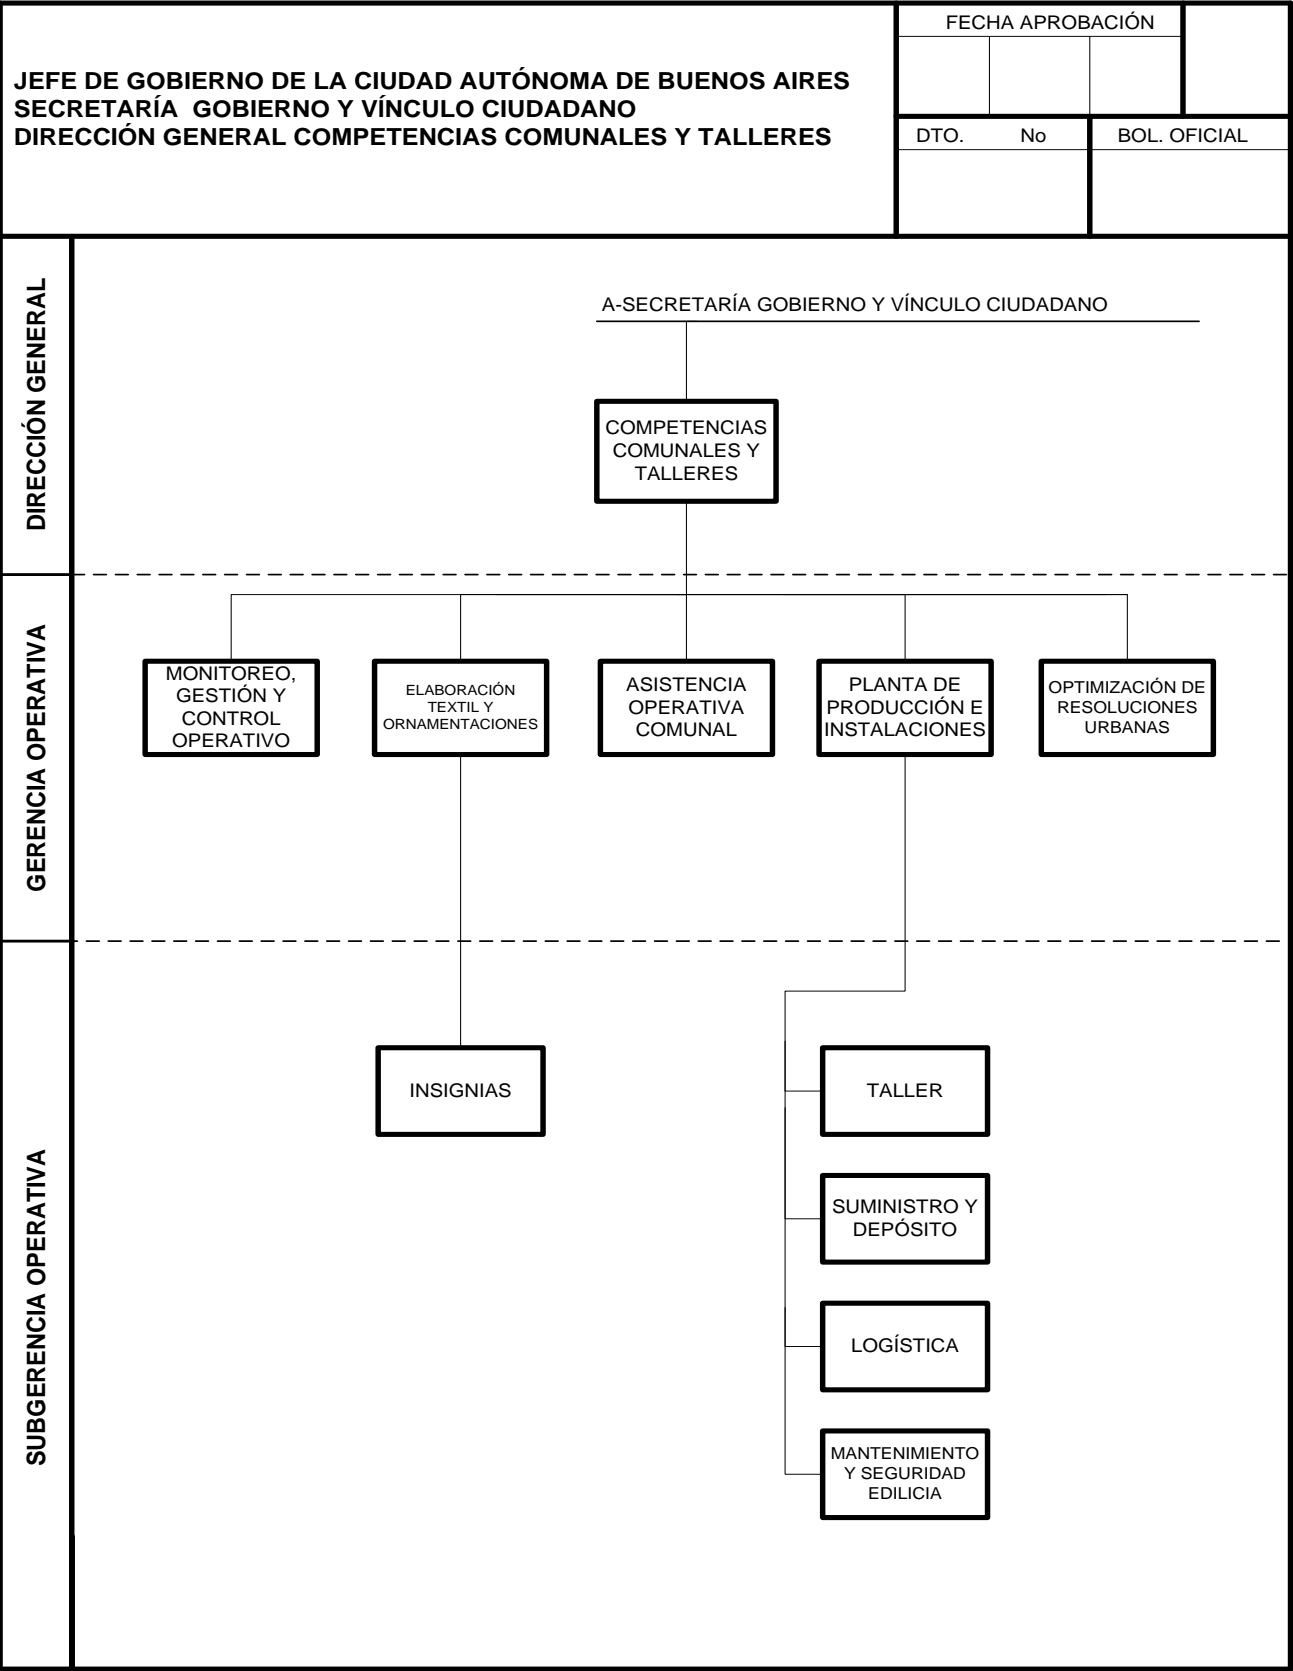 JEFE DE GOBIERNO DE LA CIUDAD AUTÓNOMA DE BUENOS AIRES
SECRETARÍA GOBIERNO Y VÍNCULO CIUDADANO
DIRECCIÓN GENERAL COMPETENCIAS COMUNALES Y TALLERES
FECHA APROBACIÓN
DTO. No
BOL. OFICIAL
DIRECCIÓN GENERAL
A-SECRETARÍA GOBIERNO Y VÍNCULO CIUDADANO
COMPETENCIAS
COMUNALES Y
TALLERES
GERENCIA OPERATIVA
MONITOREO,
GESTIÓN Y
CONTROL
OPERATIVO
ELABORACIÓN
TEXTIL Y
ORNAMENTACIONES
ASISTENCIA
OPERATIVA
COMUNAL
PLANTA DE
PRODUCCIÓN E
INSTALACIONES
OPTIMIZACIÓN DE
RESOLUCIONES
URBANAS
SUBGERENCIA OPERATIVA
INSIGNIAS
TALLER
SUMINISTRO Y
DEPÓSITO
LOGÍSTICA
MANTENIMIENTO
Y SEGURIDAD
EDILICIA